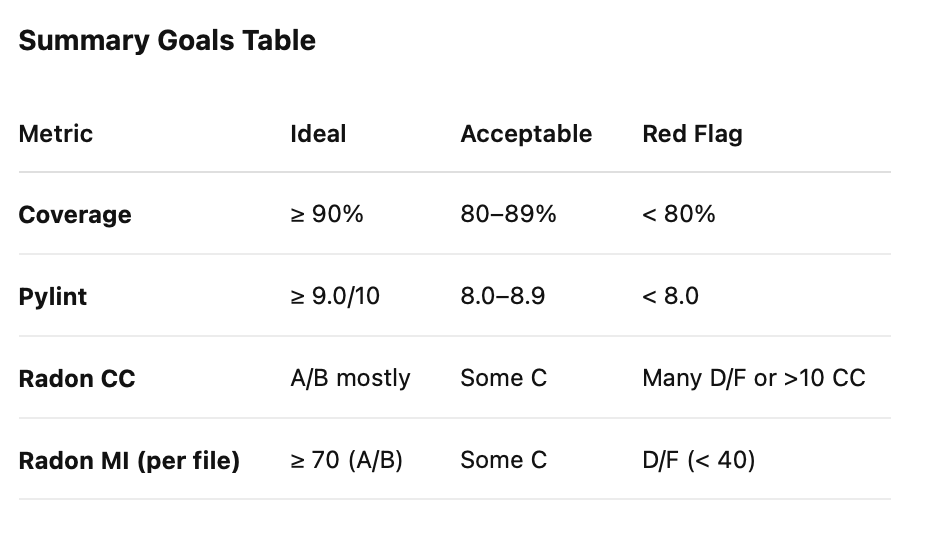 Summary Goals Table
Metric Ideal Acceptable Red Flag
Coverage ≥ 90% 80–89% < 80%
Pylint ≥ 9.0/10 8.0–8.9 < 8.0
Radon CC A/B mostly Some C Many D/F or >10 CC
Radon MI (per file) ≥ 70 (A/B) Some C D/F (< 40)